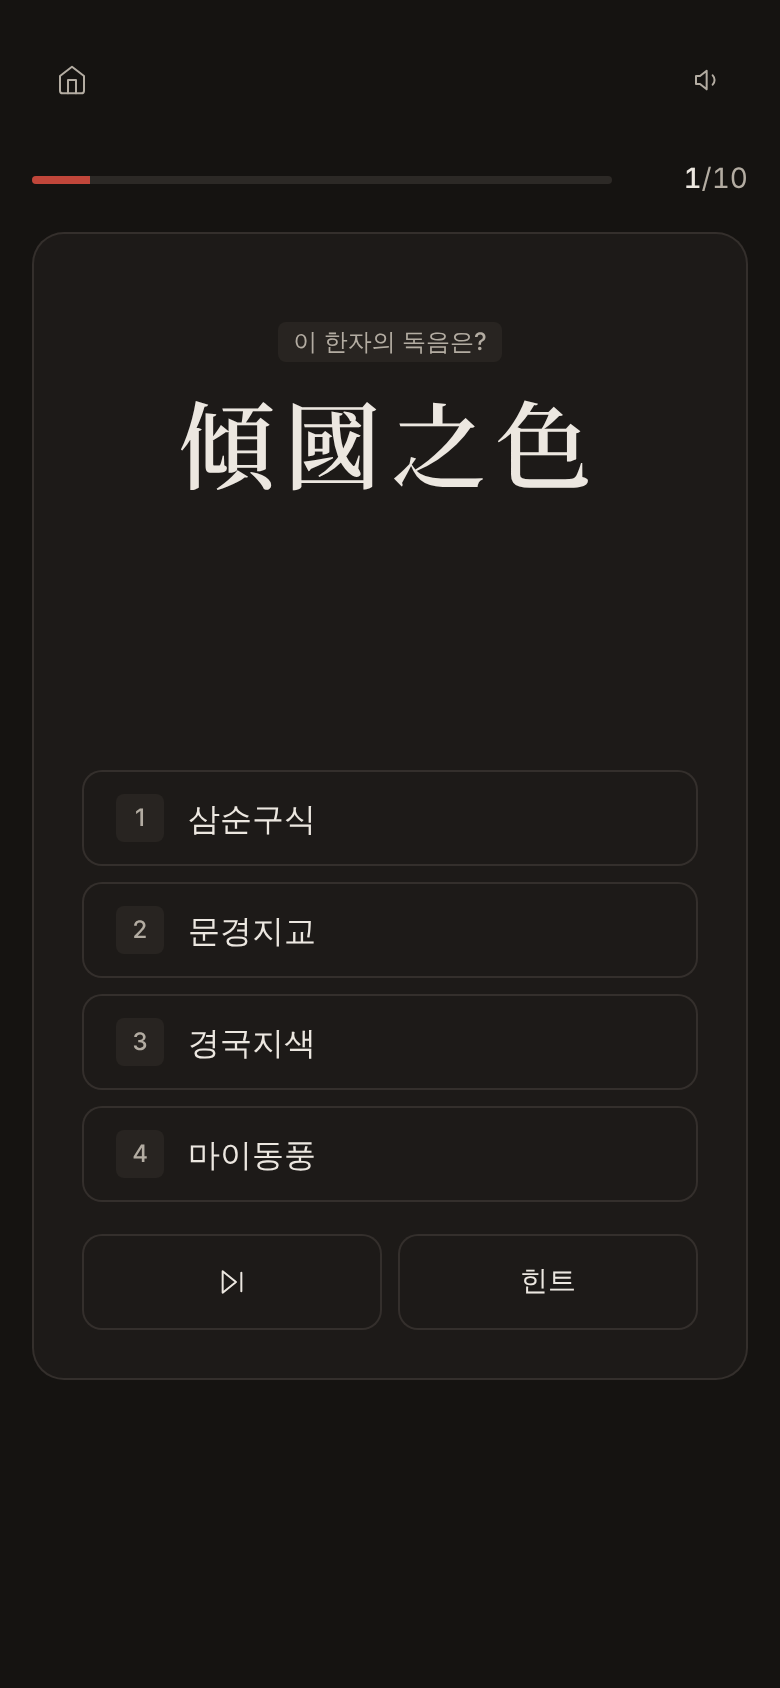 1/10
이 한자의 독음은?
傾國之色
1 삼순구식
2 문경지교
3 경국지색
4 마이동풍
힌트